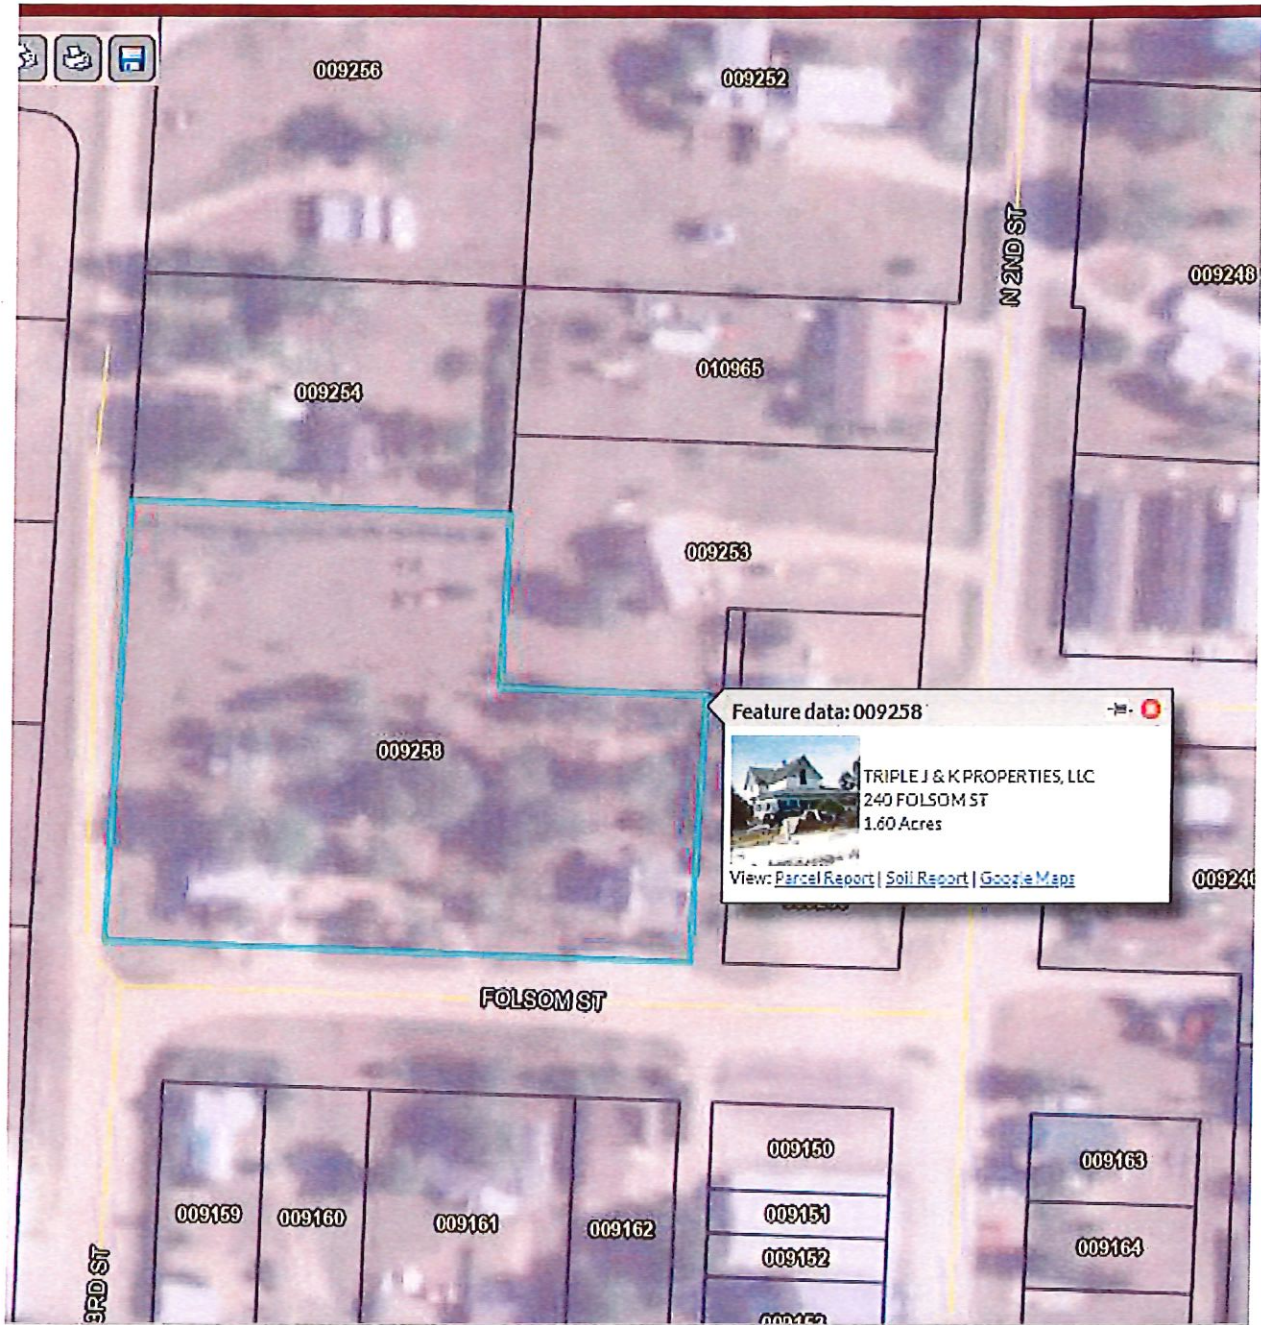 009256
009252
N 2ND ST
009248
010965
009254
009253
Feature data: 009258
TRIPLE J & K PROPERTIES, LLC
240 FOLSOM ST
1.60 Acres
View: Parcel Report | Soil Report | Google Maps
009258
FOLSOM ST
009150
009163
009159
009160
009161
009162
009151
009164
009152
3RD ST